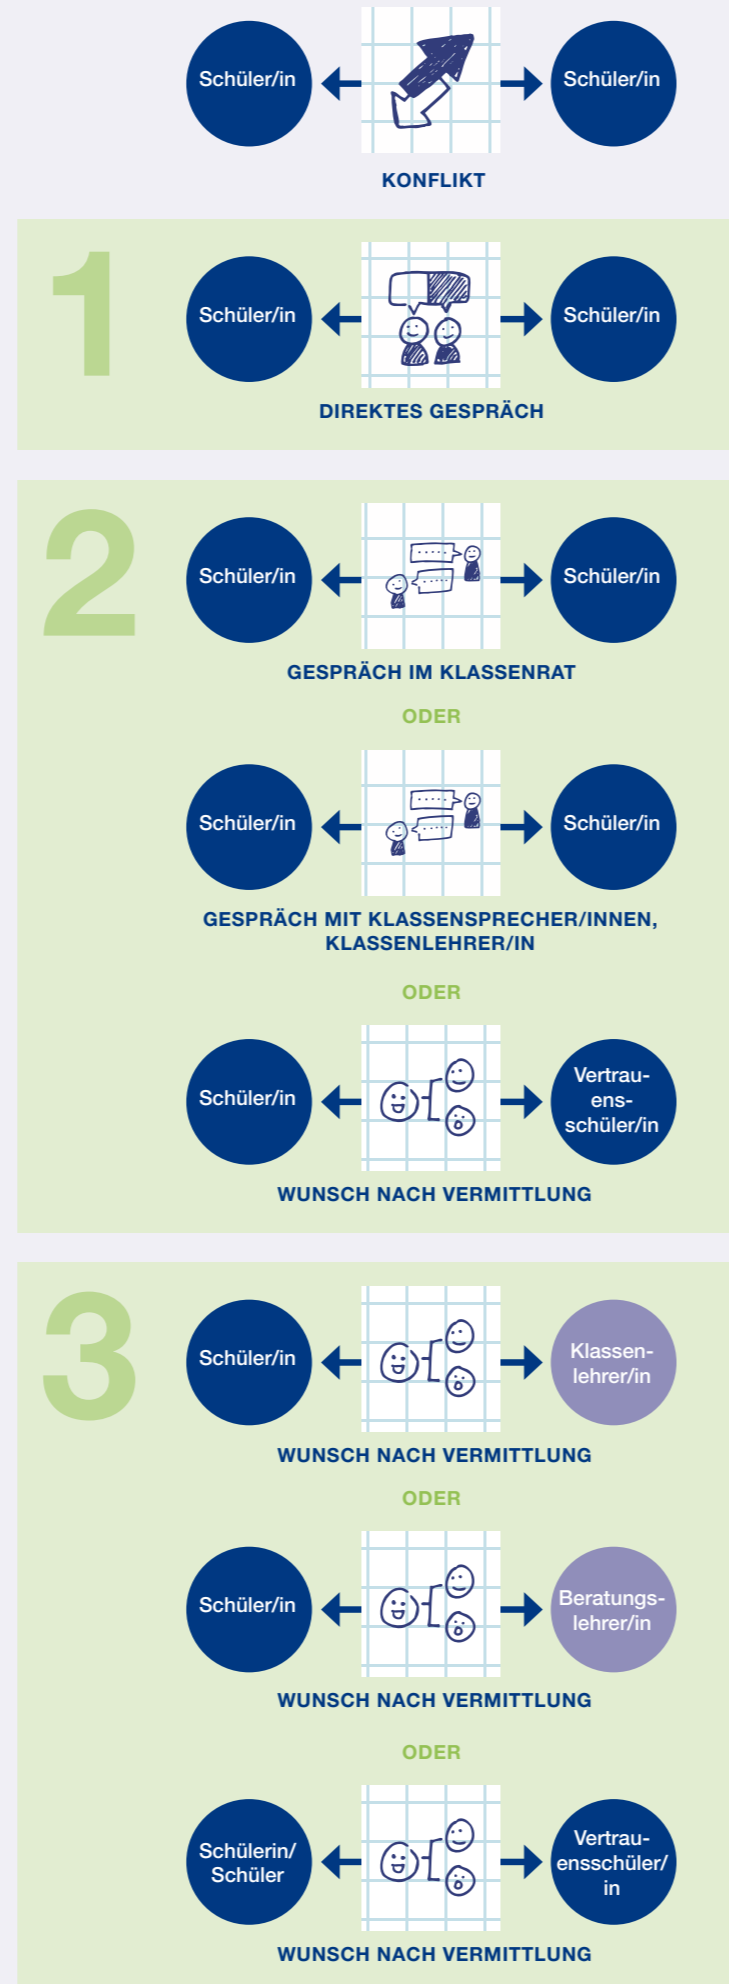 Schüler/in
Schüler/in
KONFLIKT
1
Schüler/in
Schüler/in
DIREKTES GESPRÄCH
2
Schüler/in
Schüler/in
GESPRÄCH IM KLASSENRAT
ODER
Schüler/in
Schüler/in
GESPRÄCH MIT KLASSENSPRECHER/INNEN,
KLASSENLEHRER/IN
ODER
Schüler/in
Vertrau-
ens-
schüler/in
WUNSCH NACH VERMITTLUNG
3
Schüler/in
Klassen-
lehrer/in
WUNSCH NACH VERMITTLUNG
ODER
Schüler/in
Beratungs-
lehrer/in
WUNSCH NACH VERMITTLUNG
ODER
Schülerin/
Schüler
Vertrau-
ensschüler/
in
WUNSCH NACH VERMITTLUNG